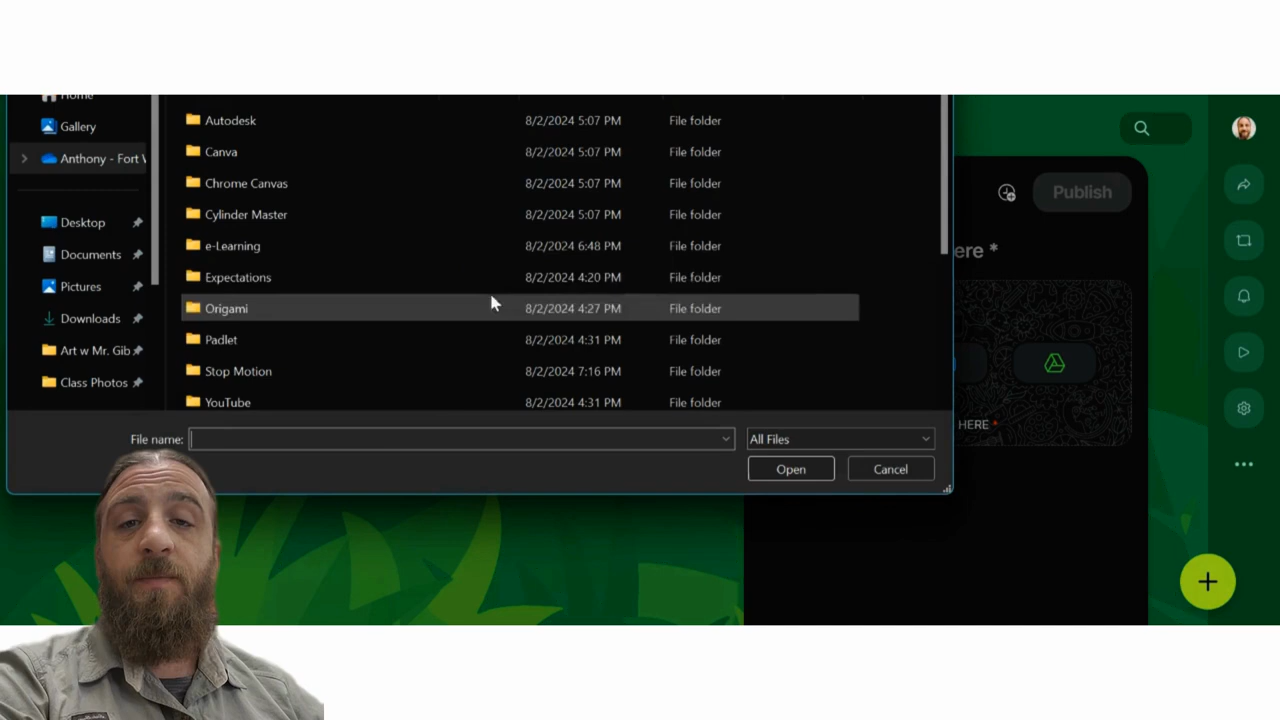 Home
Gallery
Anthony - Fort
Desktop
Documents
Pictures
Downloads
Art w Mr. Gib
Class Photos
Autodesk 8/2/2024 5:07 PM File folder
Canva 8/2/2024 5:07 PM File folder
Chrome Canvas 8/2/2024 5:07 PM File folder
Cylinder Master 8/2/2024 5:07 PM File folder
e-Learning 8/2/2024 6:48 PM File folder
Expectations 8/2/2024 4:20 PM File folder
Origami 8/2/2024 4:27 PM File folder
Padlet 8/2/2024 4:31 PM File folder
Stop Motion 8/2/2024 7:16 PM File folder
YouTube 8/2/2024 4:31 PM File folder
File name: All Files
Open Cancel
Publish
ere *
HERE *